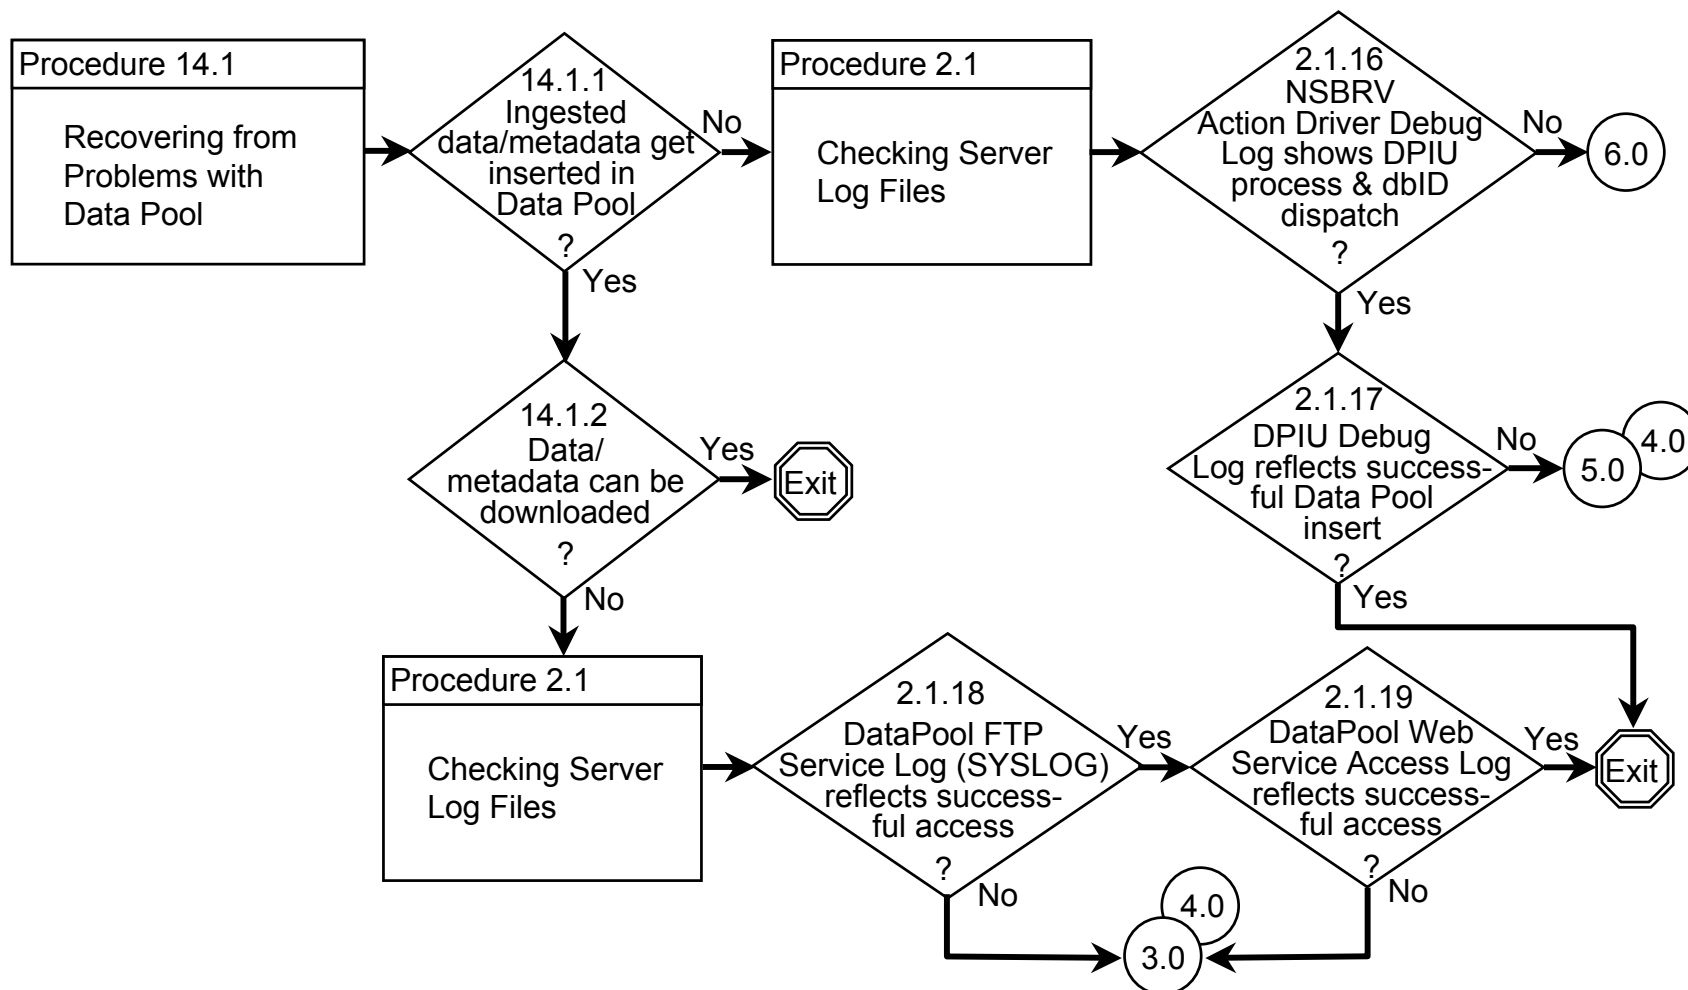 Procedure 14.1
Recovering from
Problems with
Data Pool
14.1.1
Ingested
data/metadata get
inserted in
Data Pool
?
No
Yes
Procedure 2.1
Checking Server
Log Files
2.1.16
NSBRV
Action Driver Debug
Log shows DPIU
process & dbID
dispatch
?
No
6.0
Yes
14.1.2
Data/
metadata can be
downloaded
?
Yes
Exit
No
2.1.17
DPIU Debug
Log reflects success-
ful Data Pool
insert
?
No
4.0
5.0
Yes
Procedure 2.1
Checking Server
Log Files
2.1.18
DataPool FTP
Service Log (SYSLOG)
reflects success-
ful access
?
Yes
No
2.1.19
DataPool Web
Service Access Log
reflects success-
ful access
?
Yes
Exit
No
4.0
3.0